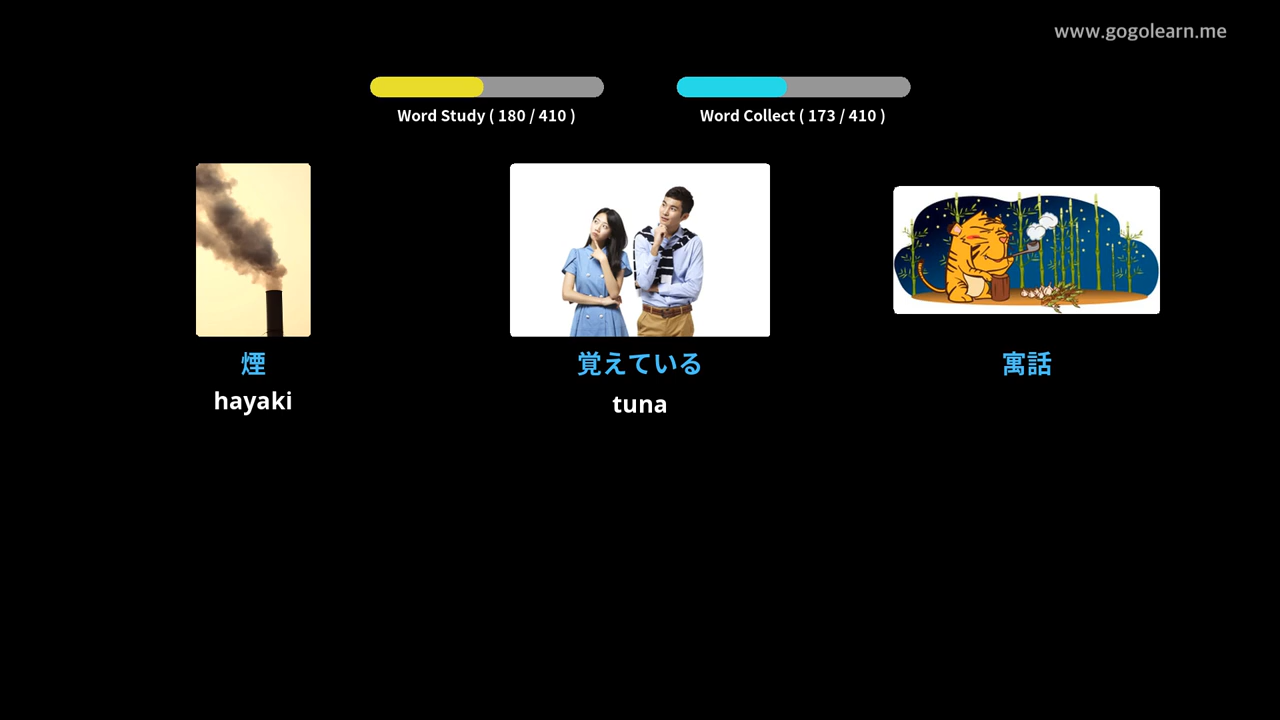 www.gogolearn.me
Word Study ( 180 / 410 )
Word Collect ( 173 / 410 )
煙
hayaki
覚えている
tuna
寓話